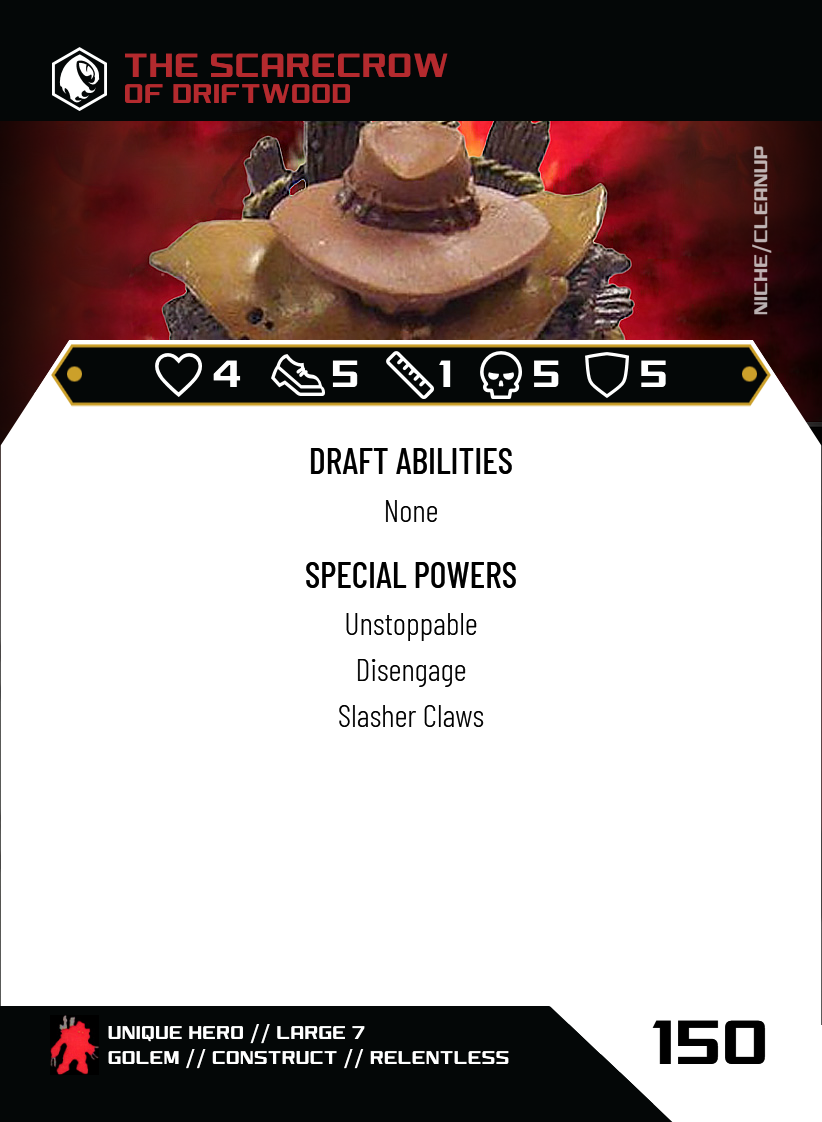 THE SCARECROW
OF DRIFTWOOD
NICHE/CLEANUP
4 5 1 5 5
DRAFT ABILITIES
None
SPECIAL POWERS
Unstoppable
Disengage
Slasher Claws
UNIQUE HERO // LARGE 7
GOLEM // CONSTRUCT // RELENTLESS
150